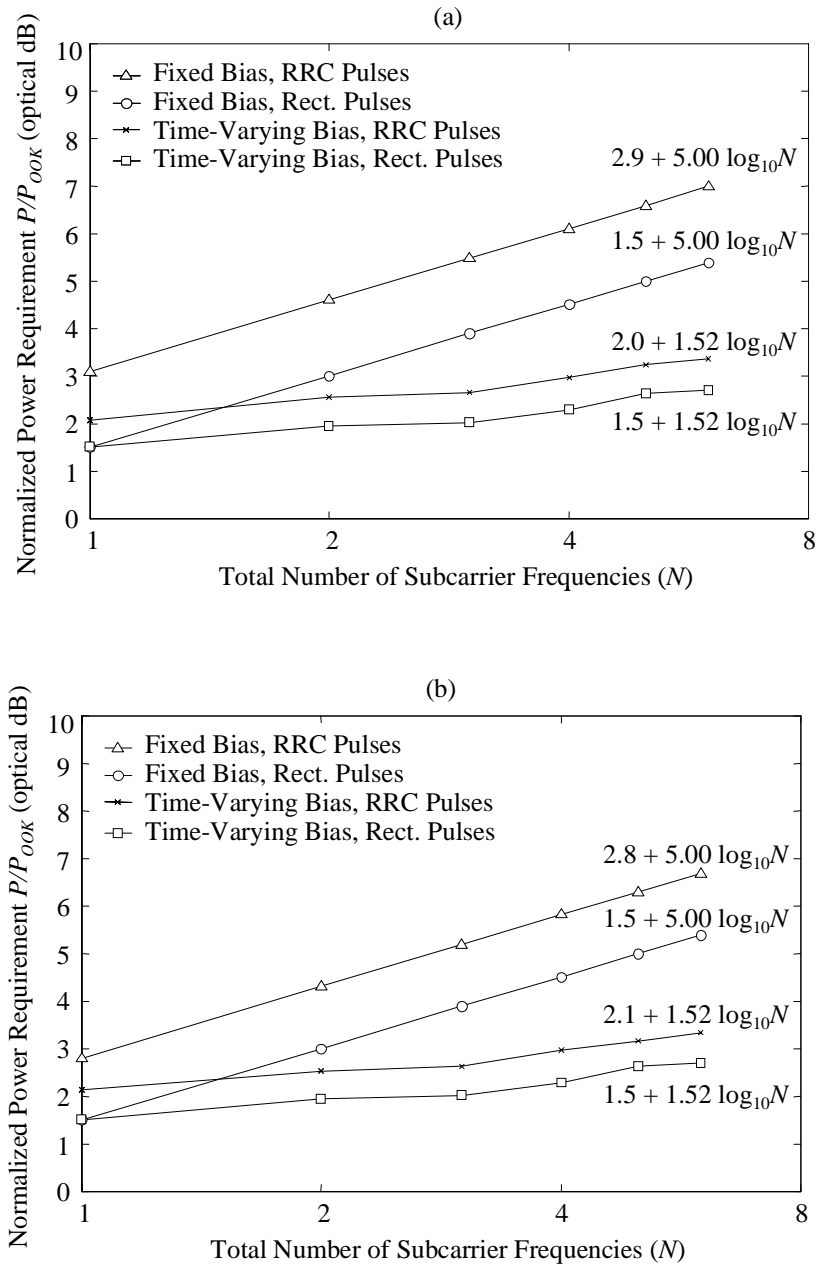 (a)
Normalized Power Requirement P/P_OOK (optical dB)
10
9
8
7
6
5
4
3
2
1
0
Fixed Bias, RRC Pulses
Fixed Bias, Rect. Pulses
Time-Varying Bias, RRC Pulses
Time-Varying Bias, Rect. Pulses
2.9 + 5.00 log₁₀N
1.5 + 5.00 log₁₀N
2.0 + 1.52 log₁₀N
1.5 + 1.52 log₁₀N
1 2 4 8
Total Number of Subcarrier Frequencies (N)
(b)
Normalized Power Requirement P/P_OOK (optical dB)
10
9
8
7
6
5
4
3
2
1
0
Fixed Bias, RRC Pulses
Fixed Bias, Rect. Pulses
Time-Varying Bias, RRC Pulses
Time-Varying Bias, Rect. Pulses
2.8 + 5.00 log₁₀N
1.5 + 5.00 log₁₀N
2.1 + 1.52 log₁₀N
1.5 + 1.52 log₁₀N
1 2 4 8
Total Number of Subcarrier Frequencies (N)